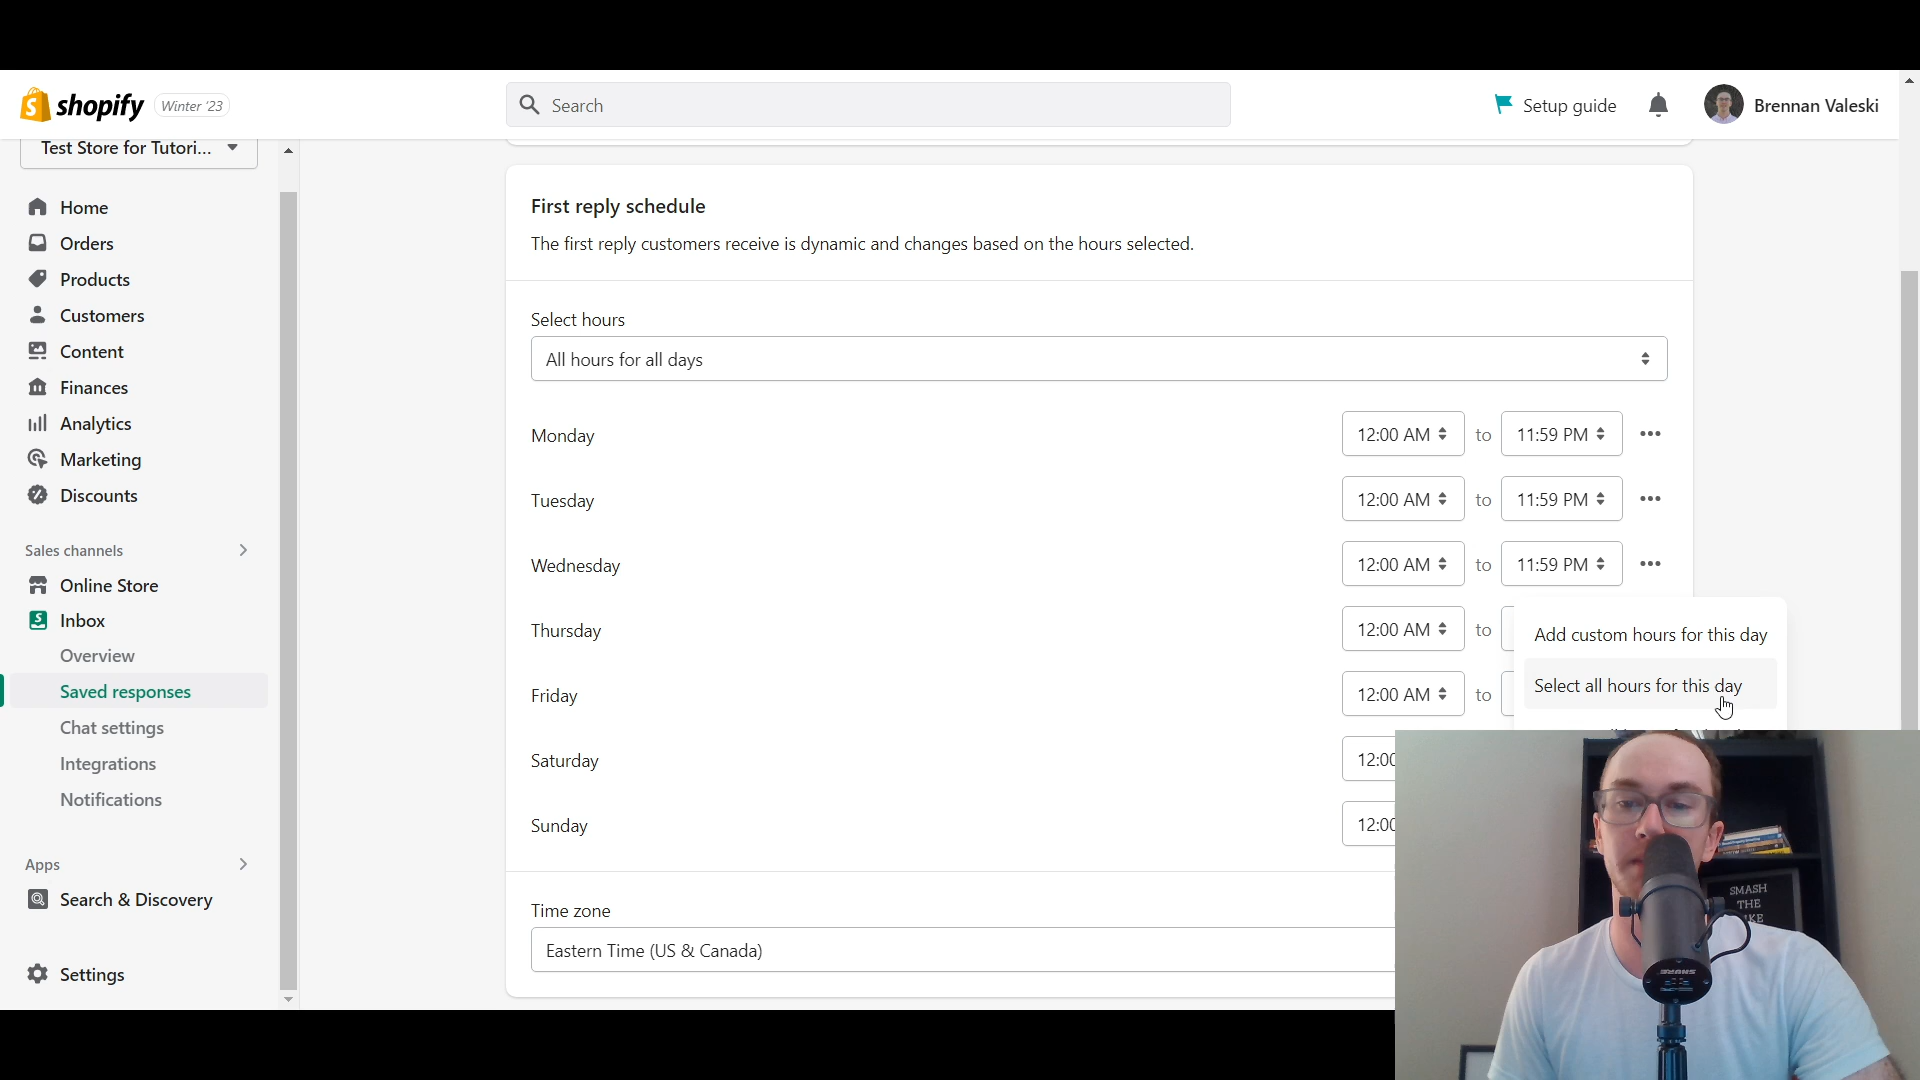 shopify Winter '23
Search
Setup guide
Brennan Valeski
Test Store for Tutori...
Home
Orders
Products
Customers
Content
Finances
Analytics
Marketing
Discounts
Sales channels
Online Store
Inbox
Overview
Saved responses
Chat settings
Integrations
Notifications
Apps
Search & Discovery
Settings
First reply schedule
The first reply customers receive is dynamic and changes based on the hours selected.
Select hours
All hours for all days
Monday 12:00 AM to 11:59 PM
Tuesday 12:00 AM to 11:59 PM
Wednesday 12:00 AM to 11:59 PM
Thursday 12:00 AM to
Friday 12:00 AM to
Saturday 12:00
Sunday 12:00
Add custom hours for this day
Select all hours for this day
Time zone
Eastern Time (US & Canada)
SMASH
THE
SHURE